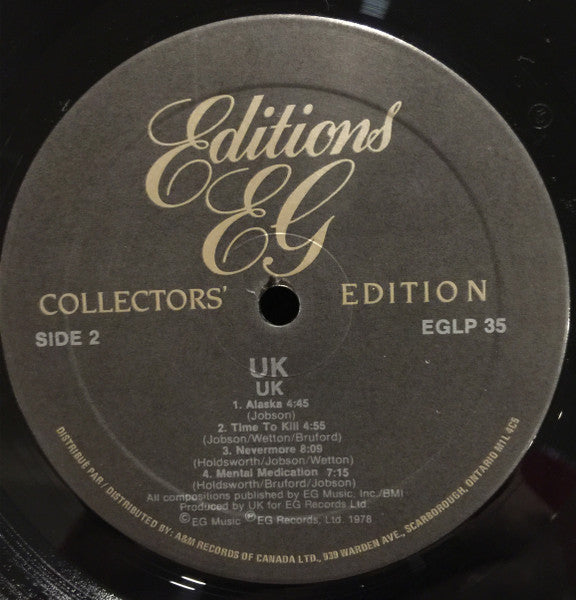 Editions
EG
COLLECTORS' EDITION
SIDE 2 EGLP 35
UK
UK
1. Alaska 4:45
(Jobson)
2. Time To Kill 4:55
(Jobson/Wetton/Bruford)
3. Nevermore 8:09
(Holdsworth/Jobson/Wetton)
4. Mental Medication 7:15
(Holdsworth/Bruford/Jobson)
All compositions published by EG Music, Inc./BMI
Produced by UK for EG Records Ltd.
©EG Music ℗EG Records, Ltd. 1978
DISTRIBUÉ PAR / DISTRIBUTED BY: A&M RECORDS OF CANADA LTD., 939 WARDEN AVE., SCARBOROUGH, ONTARIO M1L 4C5